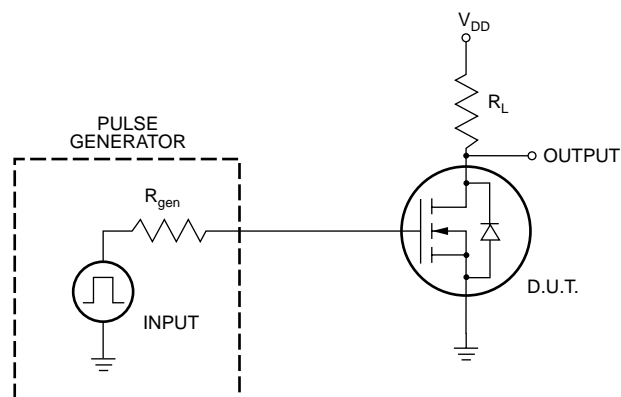 V_DD
R_L
PULSE
GENERATOR
OUTPUT
R_gen
D.U.T.
INPUT